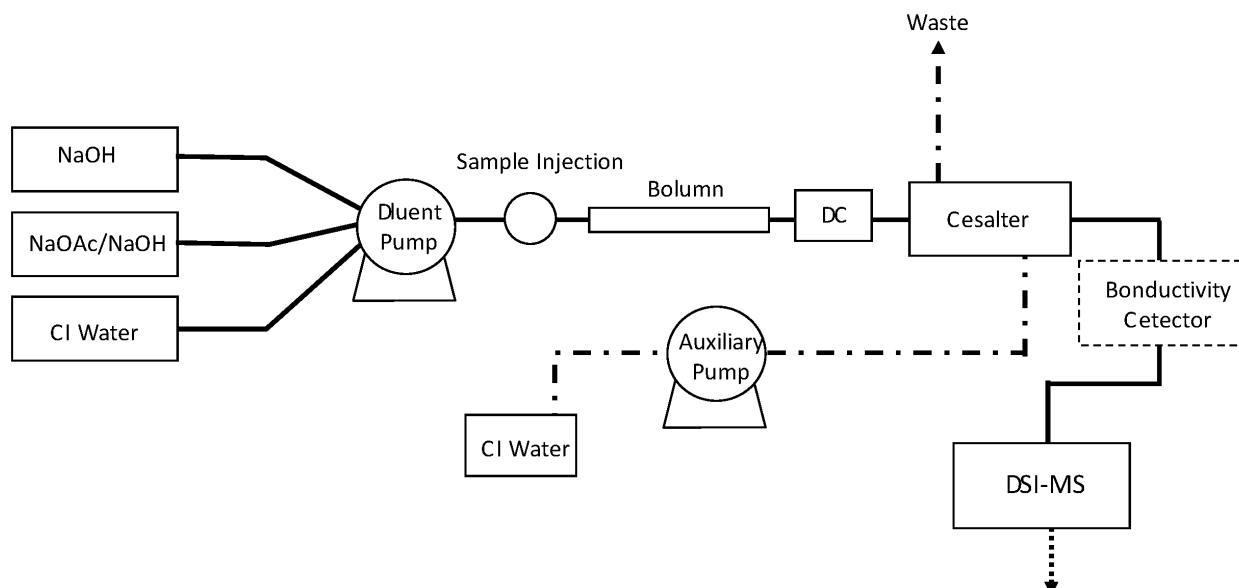 Waste
NaOH
Sample Injection
Bolumn
Dluent
Pump
DC
Cesalter
NaOAc/NaOH
CI Water
Bonductivity
Cetector
Auxiliary
Pump
CI Water
DSI-MS